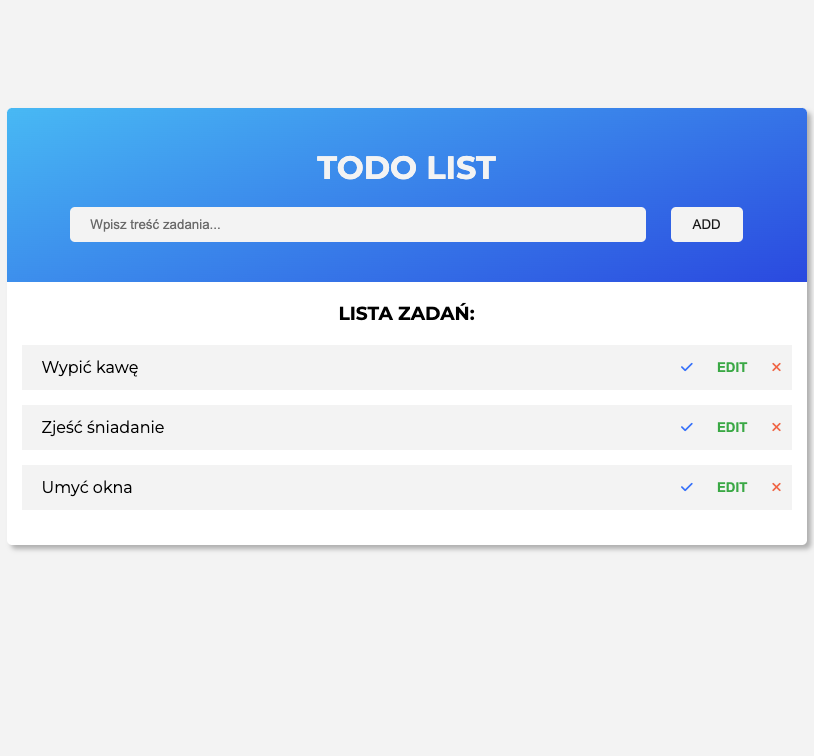 TODO LIST
Wpisz treść zadania...
ADD
LISTA ZADAŃ:
Wypić kawę
EDIT
Zjeść śniadanie
EDIT
Umyć okna
EDIT